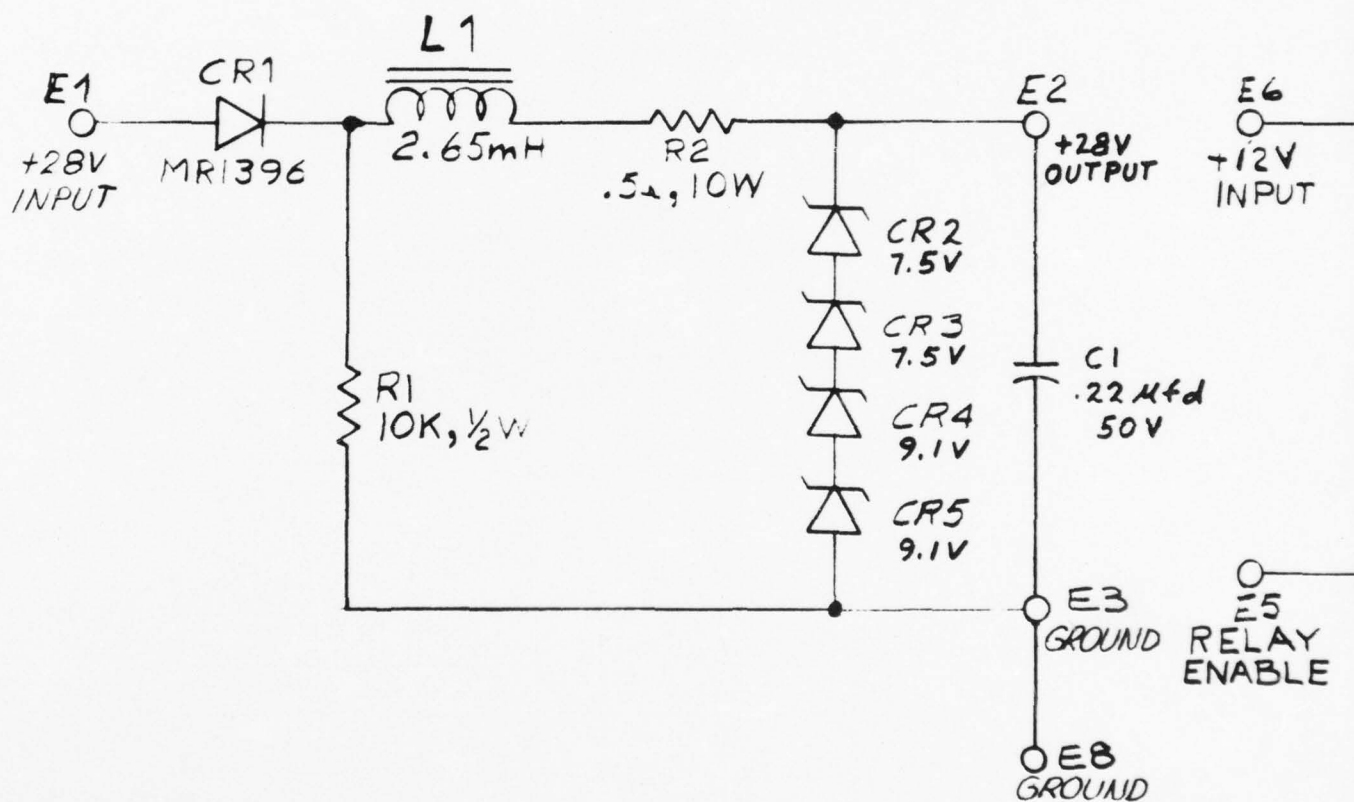 L1
CR1
E1
+28V
INPUT
MR1396
2.65mH
R2
.5Ω, 10W
E2
+28V
OUTPUT
E6
+12V
INPUT
CR2
7.5V
CR3
7.5V
CR4
9.1V
CR5
9.1V
R1
10K, ½W
C1
.22 Mfd
50V
E3
GROUND
E5
RELAY
ENABLE
E8
GROUND